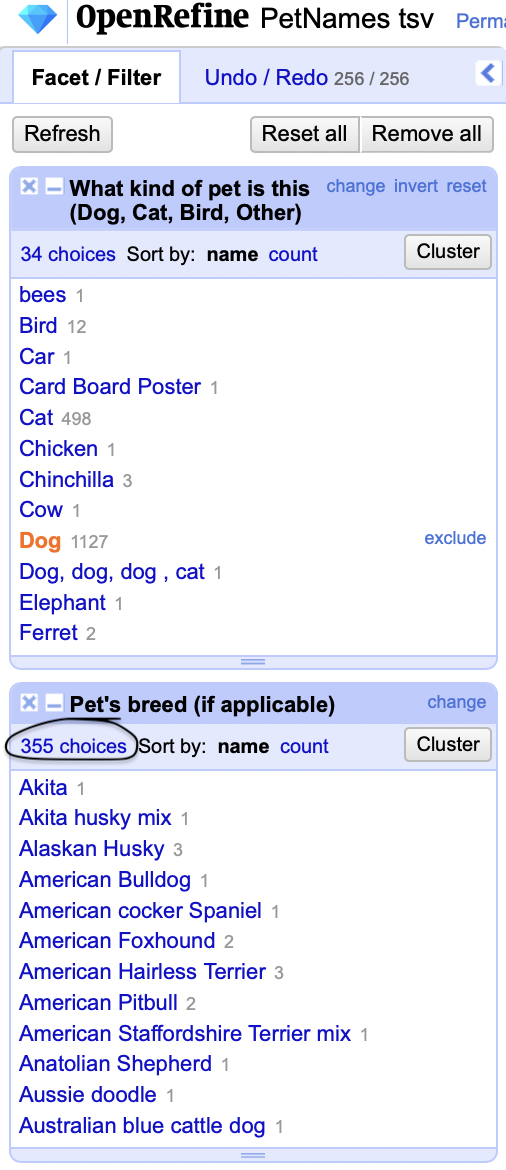 OpenRefine PetNames tsv Perma
Facet / Filter Undo / Redo 256 / 256
Refresh Reset all Remove all
What kind of pet is this change invert reset
(Dog, Cat, Bird, Other)
34 choices Sort by: name count Cluster
bees 1
Bird 12
Car 1
Card Board Poster 1
Cat 498
Chicken 1
Chinchilla 3
Cow 1
Dog 1127 exclude
Dog, dog, dog , cat 1
Elephant 1
Ferret 2
Pet's breed (if applicable) change
355 choices Sort by: name count Cluster
Akita 1
Akita husky mix 1
Alaskan Husky 3
American Bulldog 1
American cocker Spaniel 1
American Foxhound 2
American Hairless Terrier 3
American Pitbull 2
American Staffordshire Terrier mix 1
Anatolian Shepherd 1
Aussie doodle 1
Australian blue cattle dog 1